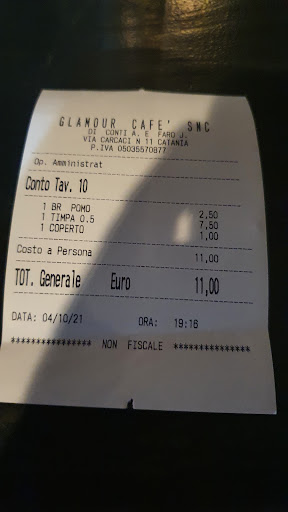 GLAMOUR CAFE' SNC
DI CONTI A. E FARO J.
VIA CARCACI N 11 CATANIA
P.IVA 05035570877
Op. Amministrat
Conto Tav. 10
1 BR POMO 2,50
1 TIMPA 0.5 7,50
1 COPERTO 1,00
Costo a Persona 11,00
TOT. Generale Euro 11,00
DATA: 04/10/21 ORA: 19:16
**************** NON FISCALE ****************